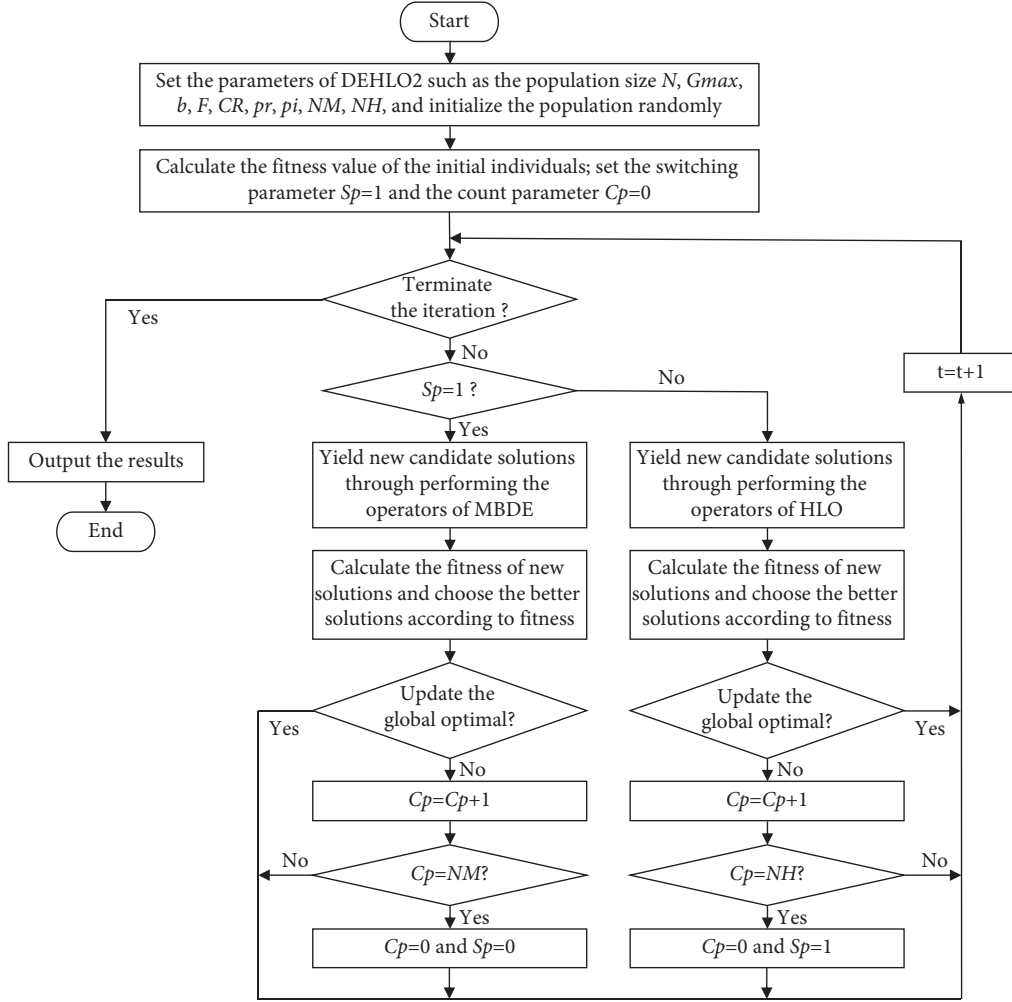 Start
Set the parameters of DEHLO2 such as the population size N, Gmax,
b, F, CR, pr, pi, NM, NH, and initialize the population randomly
Calculate the fitness value of the initial individuals; set the switching
parameter Sp=1 and the count parameter Cp=0
Terminate
the iteration ?
Yes
No
Sp=1 ?
No
t=t+1
Yes
Output the results
End
Yield new candidate solutions
through performing the
operators of MBDE
Yield new candidate solutions
through performing the
operators of HLO
Calculate the fitness of new
solutions and choose the better
solutions according to fitness
Calculate the fitness of new
solutions and choose the better
solutions according to fitness
Update the
global optimal?
Yes
No
Update the
global optimal?
Yes
No
Cp=Cp+1
Cp=Cp+1
No
Cp=NM?
Yes
Cp=NH?
No
Yes
Cp=0 and Sp=0
Cp=0 and Sp=1